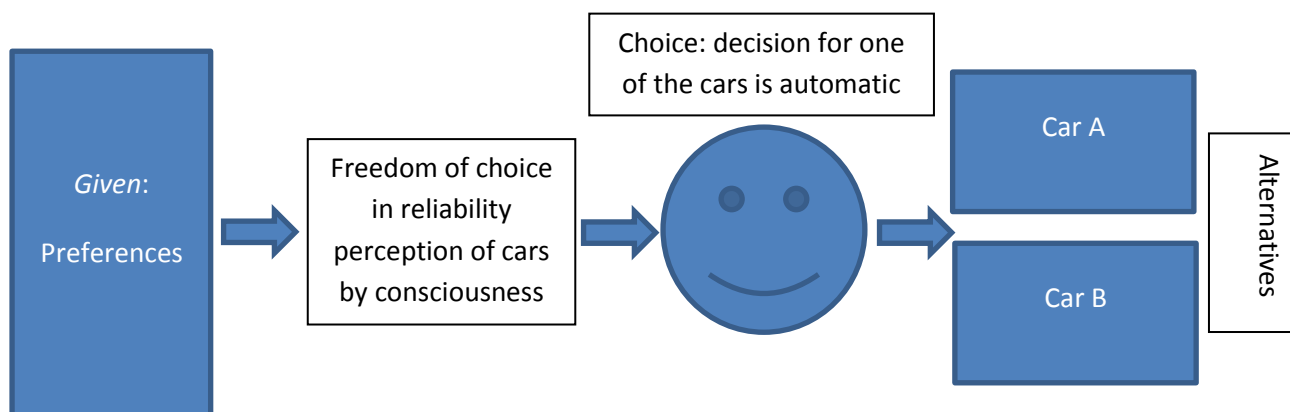 Given:
Preferences
Freedom of choice
in reliability
perception of cars
by consciousness
Choice: decision for one
of the cars is automatic
Car A
Car B
Alternatives